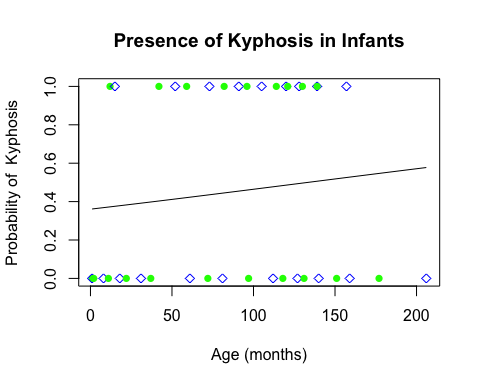 Presence of Kyphosis in Infants
Probability of Kyphosis
1.0
0.8
0.6
0.4
0.2
0.0
0 50 100 150 200
Age (months)